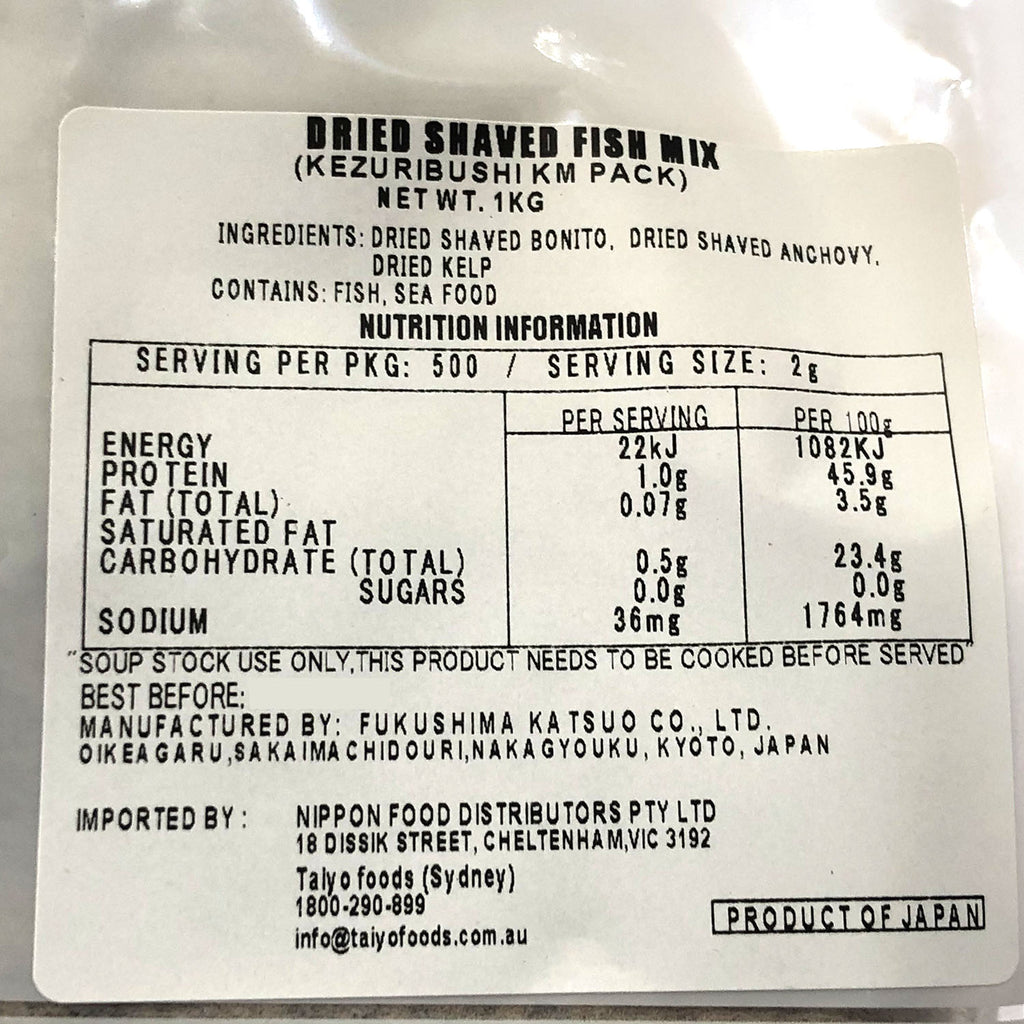 DRIED SHAVED FISH MIX
(KEZURIBUSHI KM PACK)
NET WT. 1KG
INGREDIENTS: DRIED SHAVED BONITO, DRIED SHAVED ANCHOVY,
DRIED KELP
CONTAINS: FISH, SEA FOOD
NUTRITION INFORMATION
SERVING PER PKG: 500 / SERVING SIZE: 2g
PER SERVING PER 100g
ENERGY 22kJ 1082KJ
PROTEIN 1.0g 45.9g
FAT (TOTAL) 0.07g 3.5g
SATURATED FAT
CARBOHYDRATE (TOTAL) 0.5g 23.4g
SUGARS 0.0g 0.0g
SODIUM 36mg 1764mg
"SOUP STOCK USE ONLY,THIS PRODUCT NEEDS TO BE COOKED BEFORE SERVED"
BEST BEFORE:
MANUFACTURED BY: FUKUSHIMA KATSUO CO., LTD.
OIKEAGARU,SAKAIMACHIDOURI,NAKAGYOUKU, KYOTO, JAPAN
IMPORTED BY: NIPPON FOOD DISTRIBUTORS PTY LTD
18 DISSIK STREET, CHELTENHAM,VIC 3192
Taiyo foods (Sydney)
1800-290-899
info@taiyofoods.com.au
PRODUCT OF JAPAN